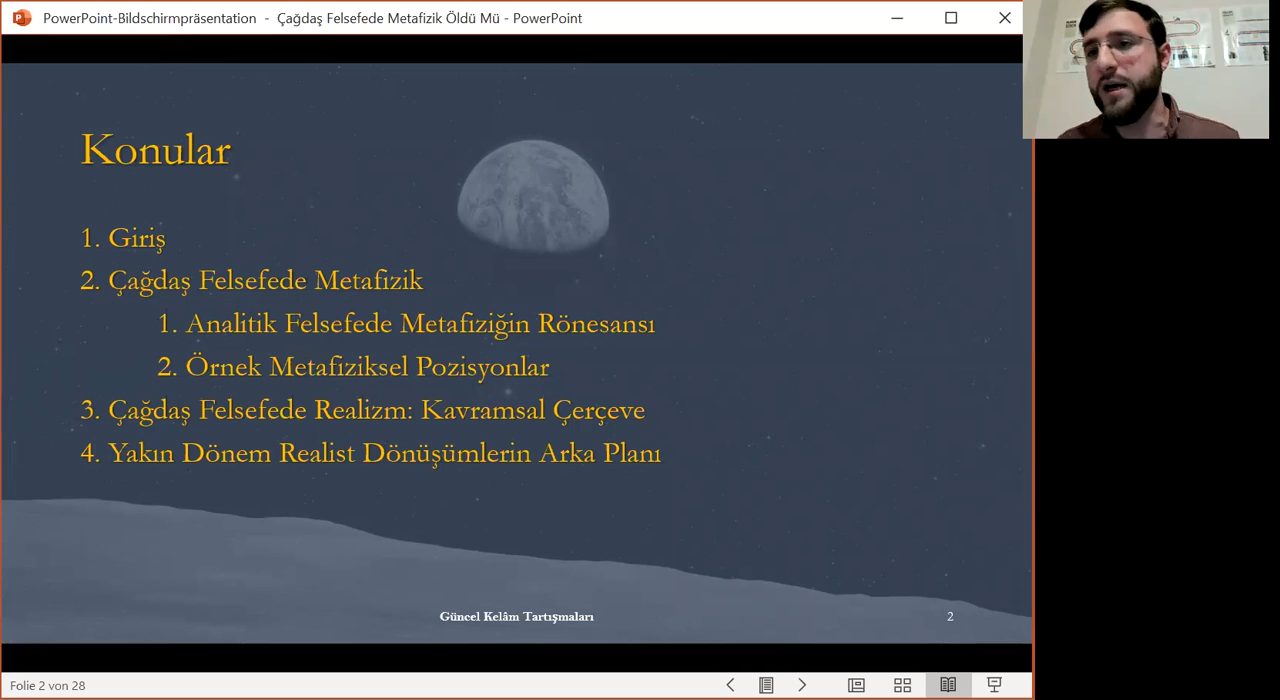 PowerPoint-Bildschirmpräsentation - Çağdaş Felsefede Metafizik Öldü Mü - PowerPoint
Konular
1. Giriş
2. Çağdaş Felsefede Metafizik
1. Analitik Felsefede Metafiziğin Rönesansı
2. Örnek Metafiziksel Pozisyonlar
3. Çağdaş Felsefede Realizm: Kavramsal Çerçeve
4. Yakın Dönem Realist Dönüşümlerin Arka Planı
Güncel Kelâm Tartışmaları
2
Folie 2 von 28